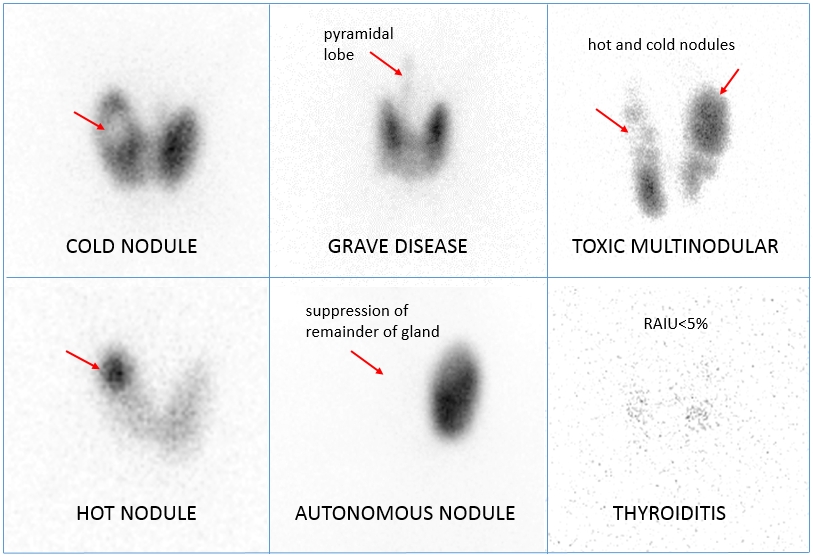 COLD NODULE
pyramidal
lobe
GRAVE DISEASE
hot and cold nodules
TOXIC MULTINODULAR
HOT NODULE
suppression of
remainder of gland
AUTONOMOUS NODULE
RAIU<5%
THYROIDITIS